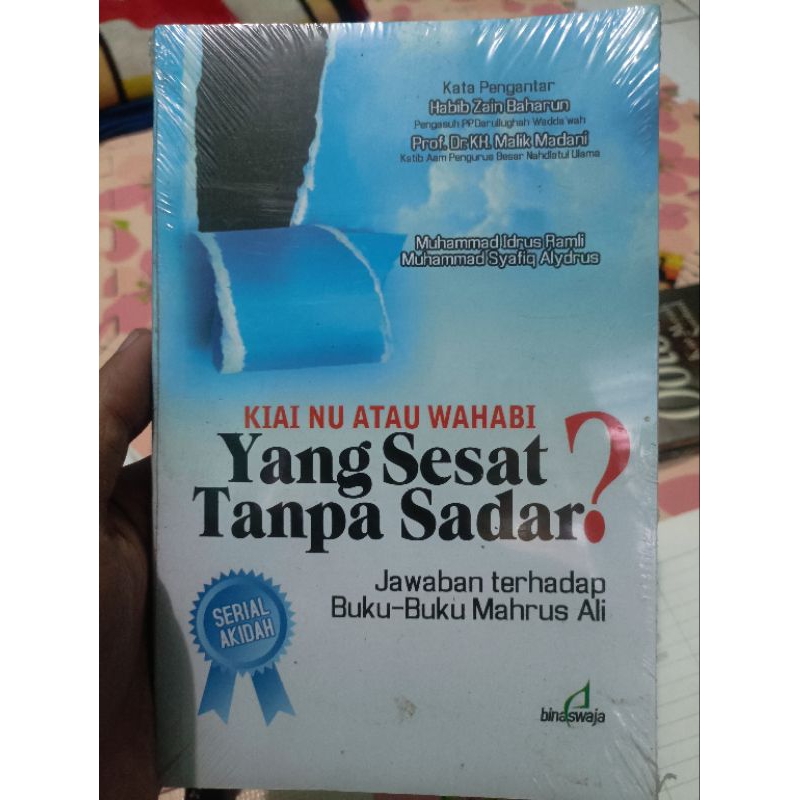 Kata Pengantar
Habib Zain Baharun
Pengasuh PP.Darullughah Wadda'wah
Prof. Dr.KH. Malik Madani
Katib Aam Pengurus Besar Nahdlatul Ulama
Muhammad Idrus Ramli
Muhammad Syafiq Alydrus
KIAI NU ATAU WAHABI
Yang Sesat
Tanpa Sadar?
Jawaban terhadap
Buku-Buku Mahrus Ali
SERIAL
AKIDAH
binaswaja